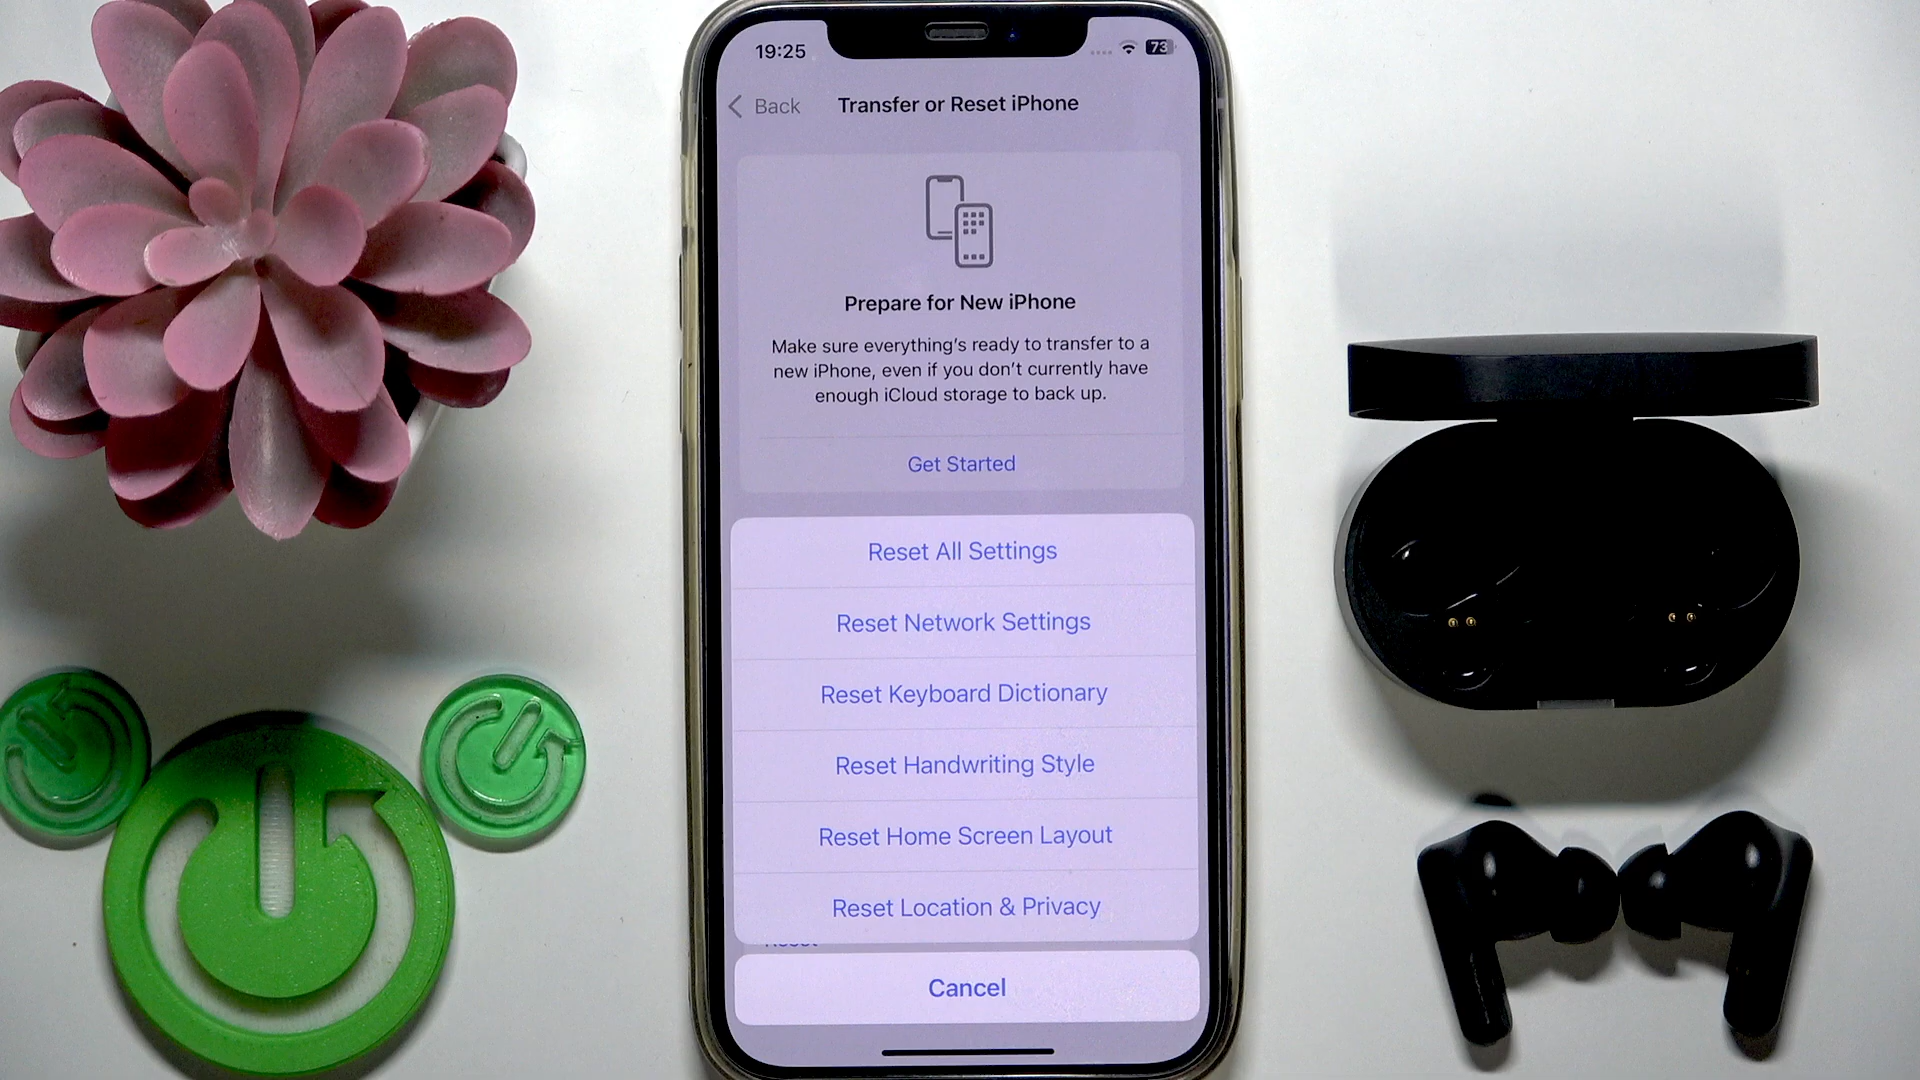 19:25
73
Back
Transfer or Reset iPhone
Prepare for New iPhone
Make sure everything's ready to transfer to a
new iPhone, even if you don't currently have
enough iCloud storage to back up.
Get Started
Reset All Settings
Reset Network Settings
Reset Keyboard Dictionary
Reset Handwriting Style
Reset Home Screen Layout
Reset Location & Privacy
Reset
Cancel